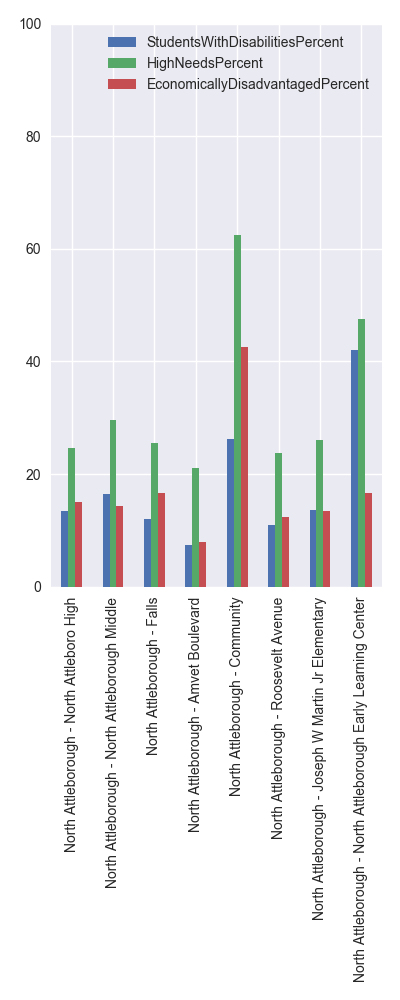 100
80
60
40
20
0
StudentsWithDisabilitiesPercent
HighNeedsPercent
EconomicallyDisadvantagedPercent
North Attleborough - North Attleboro High
North Attleborough - North Attleborough Middle
North Attleborough - Falls
North Attleborough - Amvet Boulevard
North Attleborough - Community
North Attleborough - Roosevelt Avenue
North Attleborough - Joseph W Martin Jr Elementary
North Attleborough - North Attleborough Early Learning Center